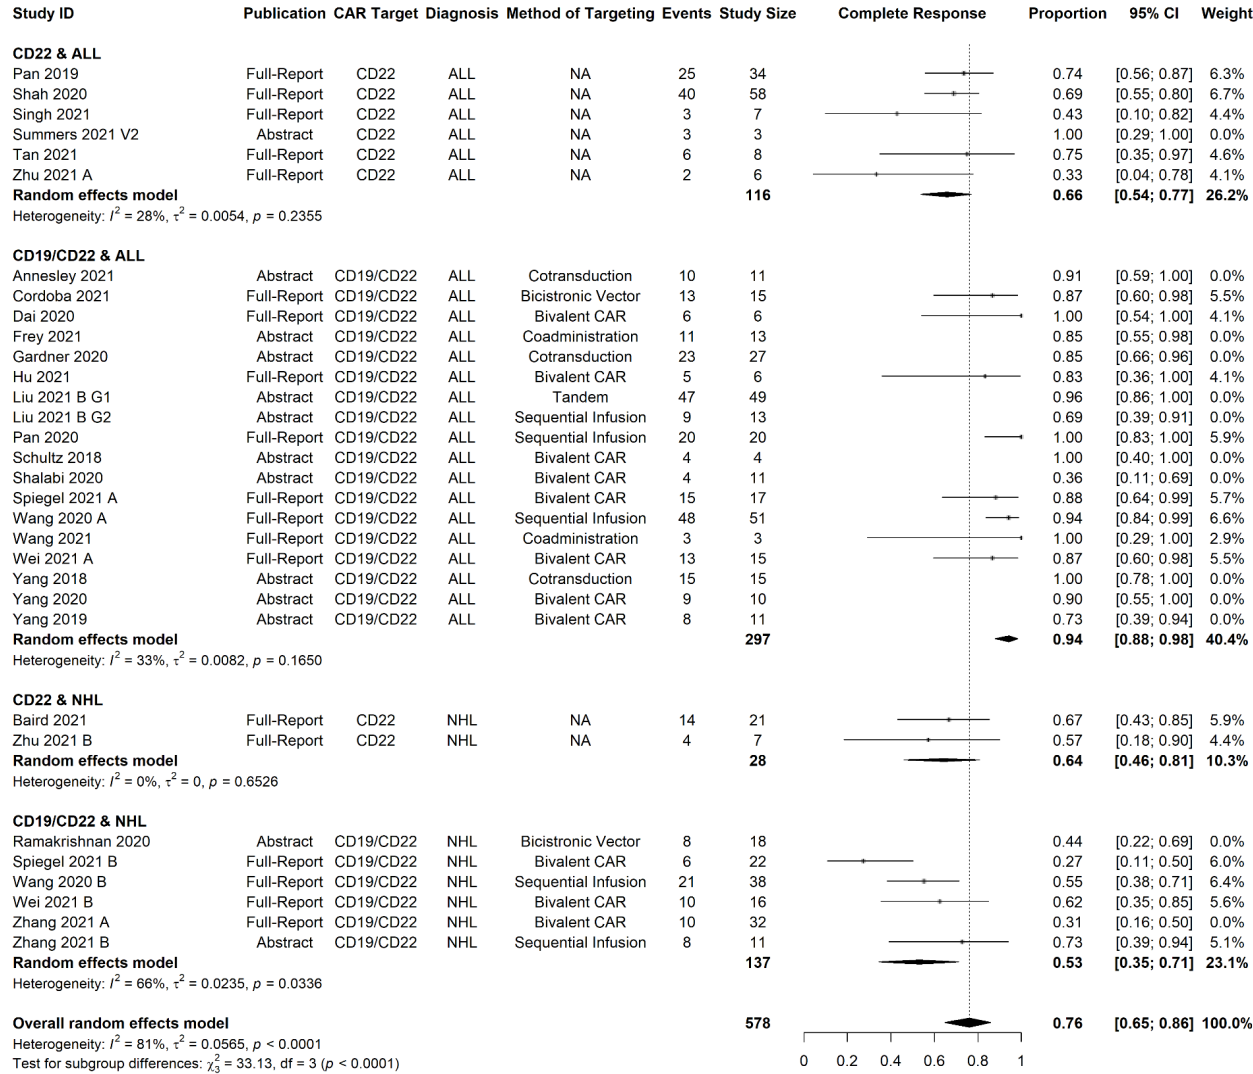 Study ID Publication CAR Target Diagnosis Method of Targeting Events Study Size Complete Response Proportion 95% CI Weight
CD22 & ALL
Pan 2019 Full-Report CD22 ALL NA 25 34 0.74 [0.56; 0.87] 6.3%
Shah 2020 Full-Report CD22 ALL NA 40 58 0.69 [0.55; 0.80] 6.7%
Singh 2021 Full-Report CD22 ALL NA 3 7 0.43 [0.10; 0.82] 4.4%
Summers 2021 V2 Abstract CD22 ALL NA 3 3 1.00 [0.29; 1.00] 0.0%
Tan 2021 Full-Report CD22 ALL NA 6 8 0.75 [0.35; 0.97] 4.6%
Zhu 2021 A Full-Report CD22 ALL NA 2 6 0.33 [0.04; 0.78] 4.1%
Random effects model 116 0.66 [0.54; 0.77] 26.2%
Heterogeneity: I² = 28%, τ² = 0.0054, p = 0.2355
CD19/CD22 & ALL
Annesley 2021 Abstract CD19/CD22 ALL Cotransduction 10 11 0.91 [0.59; 1.00] 0.0%
Cordoba 2021 Full-Report CD19/CD22 ALL Bicistronic Vector 13 15 0.87 [0.60; 0.98] 5.5%
Dai 2020 Full-Report CD19/CD22 ALL Bivalent CAR 6 6 1.00 [0.54; 1.00] 4.1%
Frey 2021 Abstract CD19/CD22 ALL Coadministration 11 13 0.85 [0.55; 0.98] 0.0%
Gardner 2020 Abstract CD19/CD22 ALL Cotransduction 23 27 0.85 [0.66; 0.96] 0.0%
Hu 2021 Full-Report CD19/CD22 ALL Bivalent CAR 5 6 0.83 [0.36; 1.00] 4.1%
Liu 2021 B G1 Abstract CD19/CD22 ALL Tandem 47 49 0.96 [0.86; 1.00] 0.0%
Liu 2021 B G2 Abstract CD19/CD22 ALL Sequential Infusion 9 13 0.69 [0.39; 0.91] 0.0%
Pan 2020 Full-Report CD19/CD22 ALL Sequential Infusion 20 20 1.00 [0.83; 1.00] 5.9%
Schultz 2018 Abstract CD19/CD22 ALL Bivalent CAR 4 4 1.00 [0.40; 1.00] 0.0%
Shalabi 2020 Abstract CD19/CD22 ALL Bivalent CAR 4 11 0.36 [0.11; 0.69] 0.0%
Spiegel 2021 A Full-Report CD19/CD22 ALL Bivalent CAR 15 17 0.88 [0.64; 0.99] 5.7%
Wang 2020 A Full-Report CD19/CD22 ALL Sequential Infusion 48 51 0.94 [0.84; 0.99] 6.6%
Wang 2021 Full-Report CD19/CD22 ALL Coadministration 3 3 1.00 [0.29; 1.00] 2.9%
Wei 2021 A Full-Report CD19/CD22 ALL Bivalent CAR 13 15 0.87 [0.60; 0.98] 5.5%
Yang 2018 Abstract CD19/CD22 ALL Cotransduction 15 15 1.00 [0.78; 1.00] 0.0%
Yang 2020 Abstract CD19/CD22 ALL Bivalent CAR 9 10 0.90 [0.55; 1.00] 0.0%
Yang 2019 Abstract CD19/CD22 ALL Bivalent CAR 8 11 0.73 [0.39; 0.94] 0.0%
Random effects model 297 0.94 [0.88; 0.98] 40.4%
Heterogeneity: I² = 33%, τ² = 0.0082, p = 0.1650
CD22 & NHL
Baird 2021 Full-Report CD22 NHL NA 14 21 0.67 [0.43; 0.85] 5.9%
Zhu 2021 B Full-Report CD22 NHL NA 4 7 0.57 [0.18; 0.90] 4.4%
Random effects model 28 0.64 [0.46; 0.81] 10.3%
Heterogeneity: I² = 0%, τ² = 0, p = 0.6526
CD19/CD22 & NHL
Ramakrishnan 2020 Abstract CD19/CD22 NHL Bicistronic Vector 8 18 0.44 [0.22; 0.69] 0.0%
Spiegel 2021 B Full-Report CD19/CD22 NHL Bivalent CAR 6 22 0.27 [0.11; 0.50] 6.0%
Wang 2020 B Full-Report CD19/CD22 NHL Sequential Infusion 21 38 0.55 [0.38; 0.71] 6.4%
Wei 2021 B Full-Report CD19/CD22 NHL Bivalent CAR 10 16 0.62 [0.35; 0.85] 5.6%
Zhang 2021 A Full-Report CD19/CD22 NHL Bivalent CAR 10 32 0.31 [0.16; 0.50] 0.0%
Zhang 2021 B Abstract CD19/CD22 NHL Sequential Infusion 8 11 0.73 [0.39; 0.94] 5.1%
Random effects model 137 0.53 [0.35; 0.71] 23.1%
Heterogeneity: I² = 66%, τ² = 0.0235, p = 0.0336
Overall random effects model 578 0.76 [0.65; 0.86] 100.0%
Heterogeneity: I² = 81%, τ² = 0.0565, p < 0.0001
Test for subgroup differences: χ²₃ = 33.13, df = 3 (p < 0.0001)
0 0.2 0.4 0.6 0.8 1